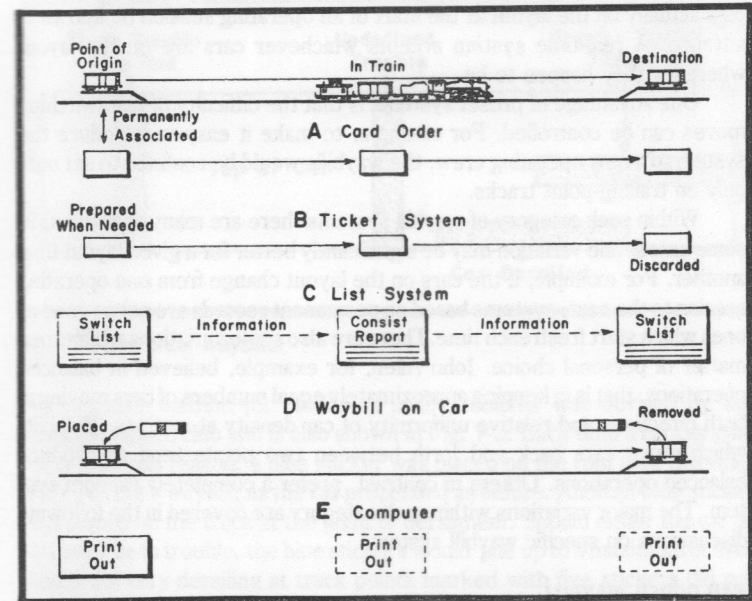 Point of Origin
In Train
Destination
Permanently Associated
A Card Order
Prepared When Needed
B Ticket System
Discarded
C List System
Switch List
Information
Consist Report
Information
Switch List
D Waybill on Car
Placed
Removed
E Computer
Print Out
Print Out
Print Out